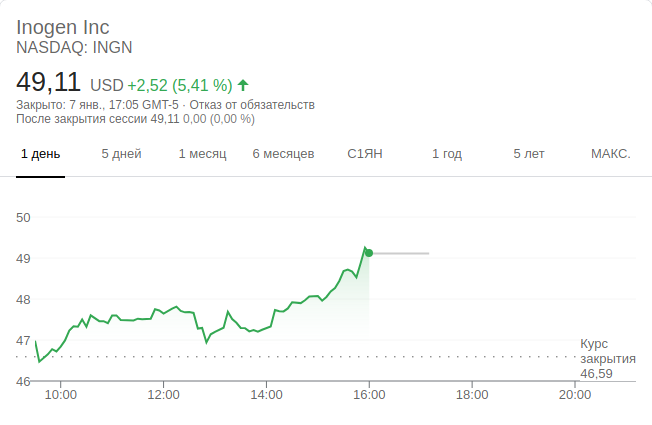 Inogen Inc
NASDAQ: INGN
49,11 USD +2,52 (5,41 %)
Закрыто: 7 янв., 17:05 GMT-5 · Отказ от обязательств
После закрытия сессии 49,11 0,00 (0,00 %)
1 день 5 дней 1 месяц 6 месяцев С1ЯН 1 год 5 лет МАКС.
50
49
48
47
46
Курс
закрытия
46,59
10:00 12:00 14:00 16:00 18:00 20:00